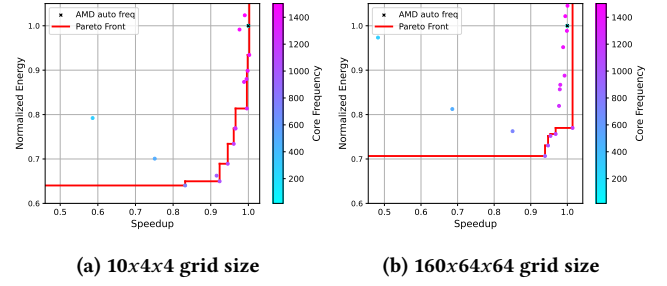 AMD auto freq
Pareto Front
Normalized Energy
1.0
0.9
0.8
0.7
0.6
0.5 0.6 0.7 0.8 0.9 1.0
Speedup
1400
1200
1000
800
600
400
200
Core Frequency
(a) 10x4x4 grid size
AMD auto freq
Pareto Front
Normalized Energy
1.0
0.9
0.8
0.7
0.6
0.5 0.6 0.7 0.8 0.9 1.0
Speedup
1400
1200
1000
800
600
400
200
Core Frequency
(b) 160x64x64 grid size